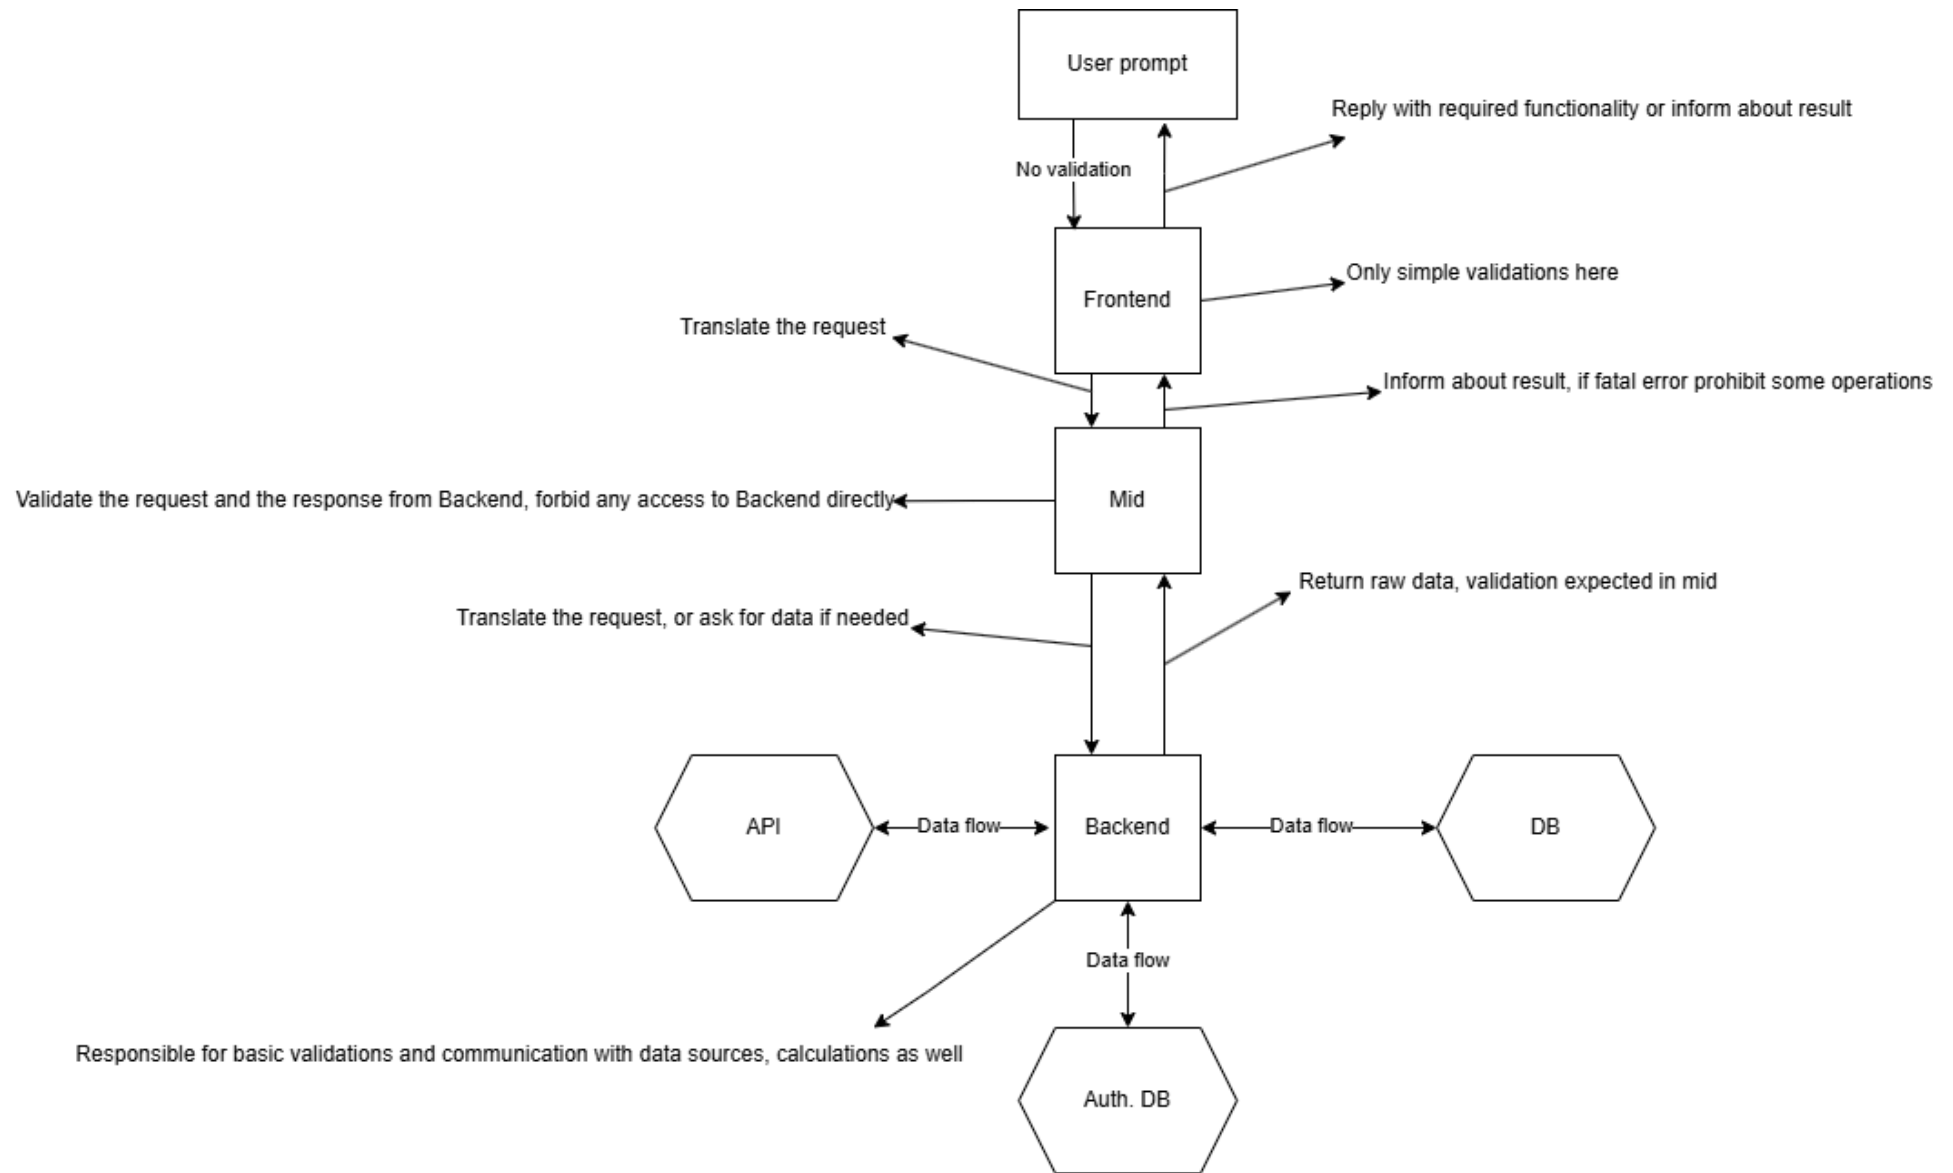 User prompt
Reply with required functionality or inform about result
No validation
Only simple validations here
Frontend
Translate the request
Inform about result, if fatal error prohibit some operations
Validate the request and the response from Backend, forbid any access to Backend directly
Mid
Return raw data, validation expected in mid
Translate the request, or ask for data if needed
API
Data flow
Backend
Data flow
DB
Data flow
Responsible for basic validations and communication with data sources, calculations as well
Auth. DB